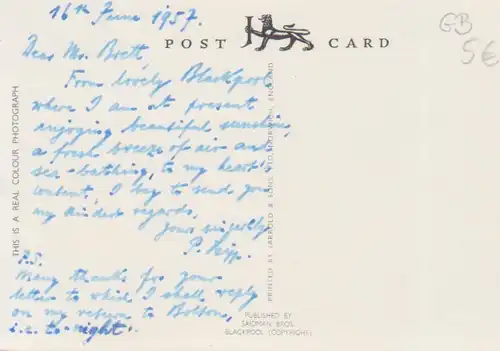 16th June 1957.
Dear Mr. Brett,
From lovely Blackpool
where I am at present
enjoying beautiful sunshine,
a fresh breeze of air and
sea-bathing, to my heart's
content, I beg to send you
my kindest regards.
Yours
P.
P.S.
Many thanks for your
letter to which I shall reply
on my return to Bolton,
i.e. to-night.
POST CARD
GB
5€
THIS IS A REAL COLOUR PHOTOGRAPH
PRINTED BY JARROLD & SONS LTD., NORWICH, ENGLAND
PUBLISHED BY
SAIDMAN BROS.
BLACKPOOL (COPYRIGHT)